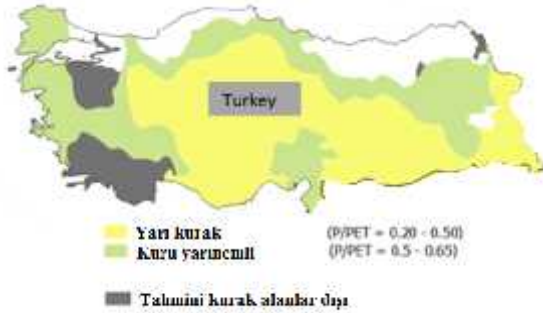 Turkey
Yarı kurak (P/PET = 0.20 - 0.50)
Kuru yarınemli (P/PET = 0.5 - 0.65)
Tahmini kurak alanlar dışı